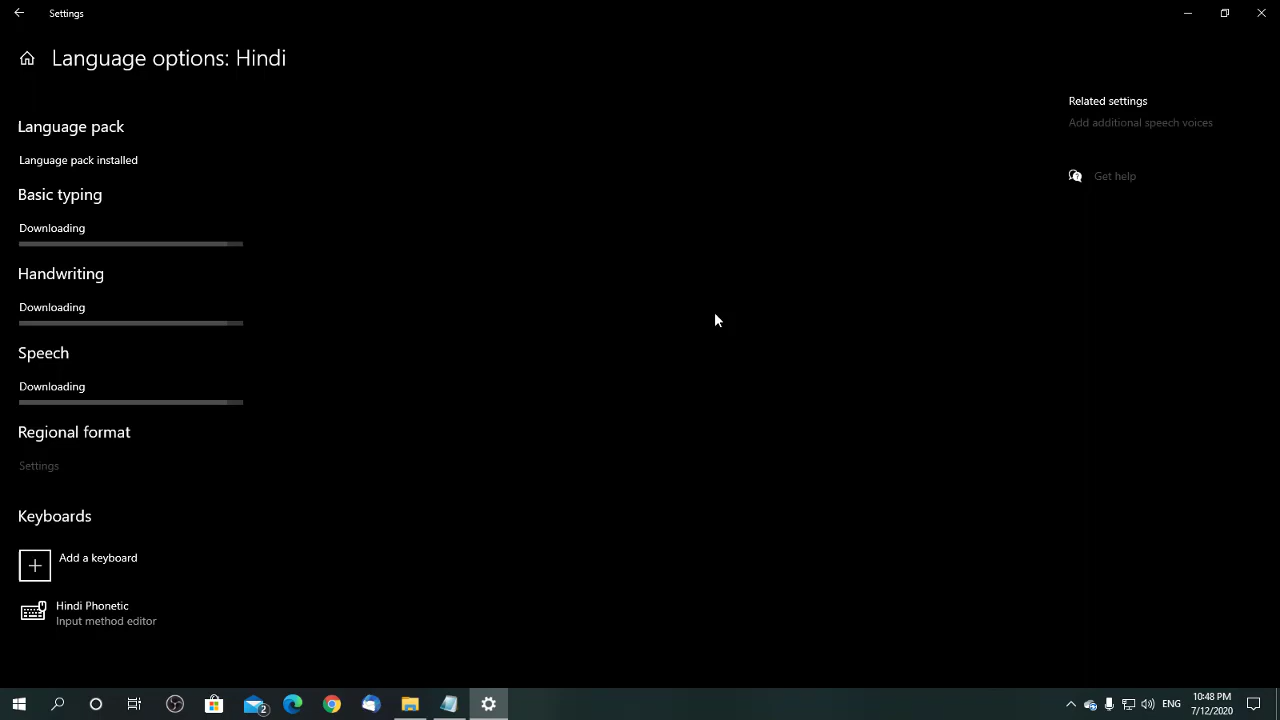 Settings
Language options: Hindi
Language pack
Language pack installed
Basic typing
Downloading
Handwriting
Downloading
Speech
Downloading
Regional format
Settings
Keyboards
Add a keyboard
Hindi Phonetic
Input method editor
Related settings
Add additional speech voices
Get help
2
ENG
10:48 PM
7/12/2020